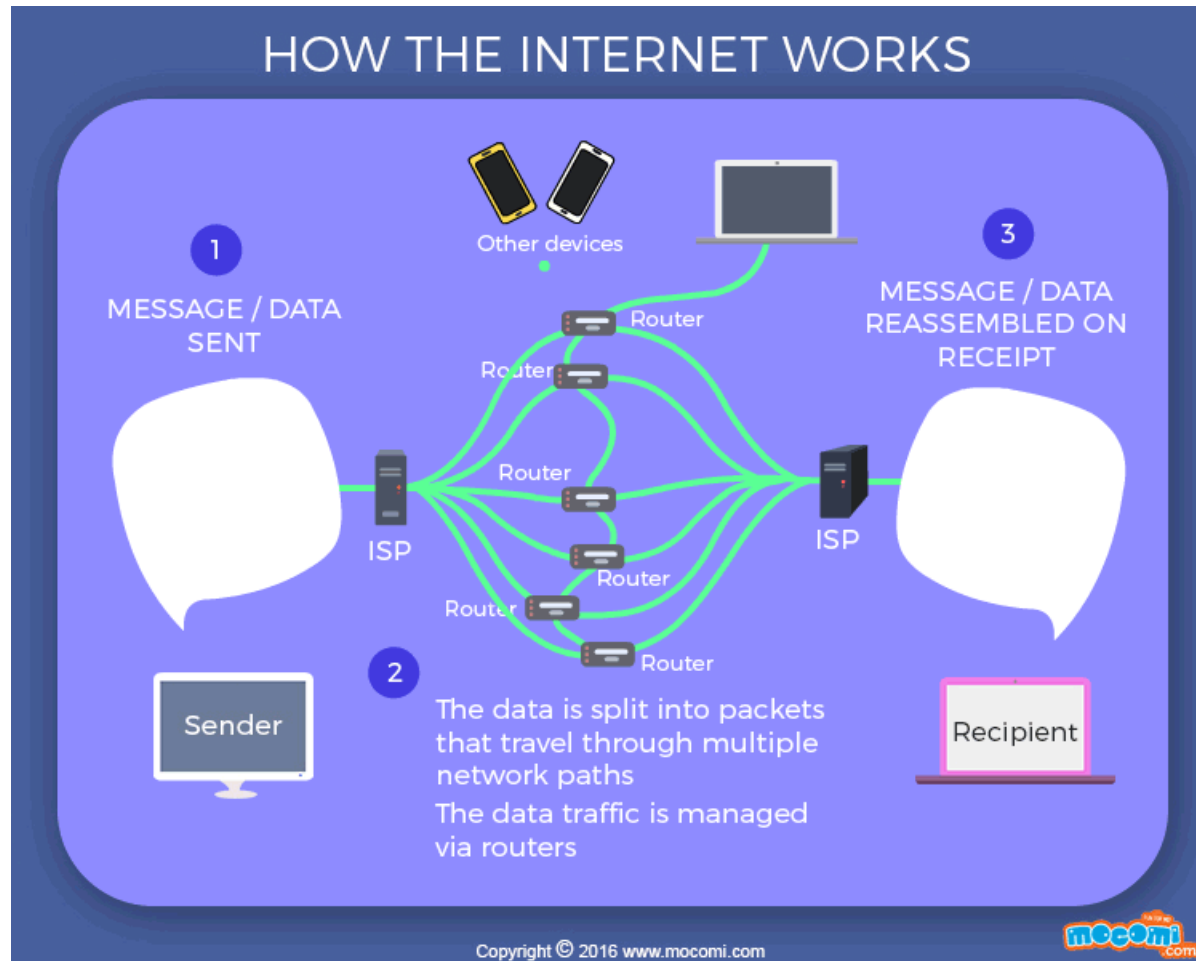 HOW THE INTERNET WORKS
1
MESSAGE / DATA
SENT
Other devices
3
MESSAGE / DATA
REASSEMBLED ON
RECEIPT
Router
Router
Router
ISP
ISP
Router
Router
Router
Sender
2
The data is split into packets
that travel through multiple
network paths
The data traffic is managed
via routers
Recipient
Copyright © 2016 www.mocomi.com
mocomi
.com